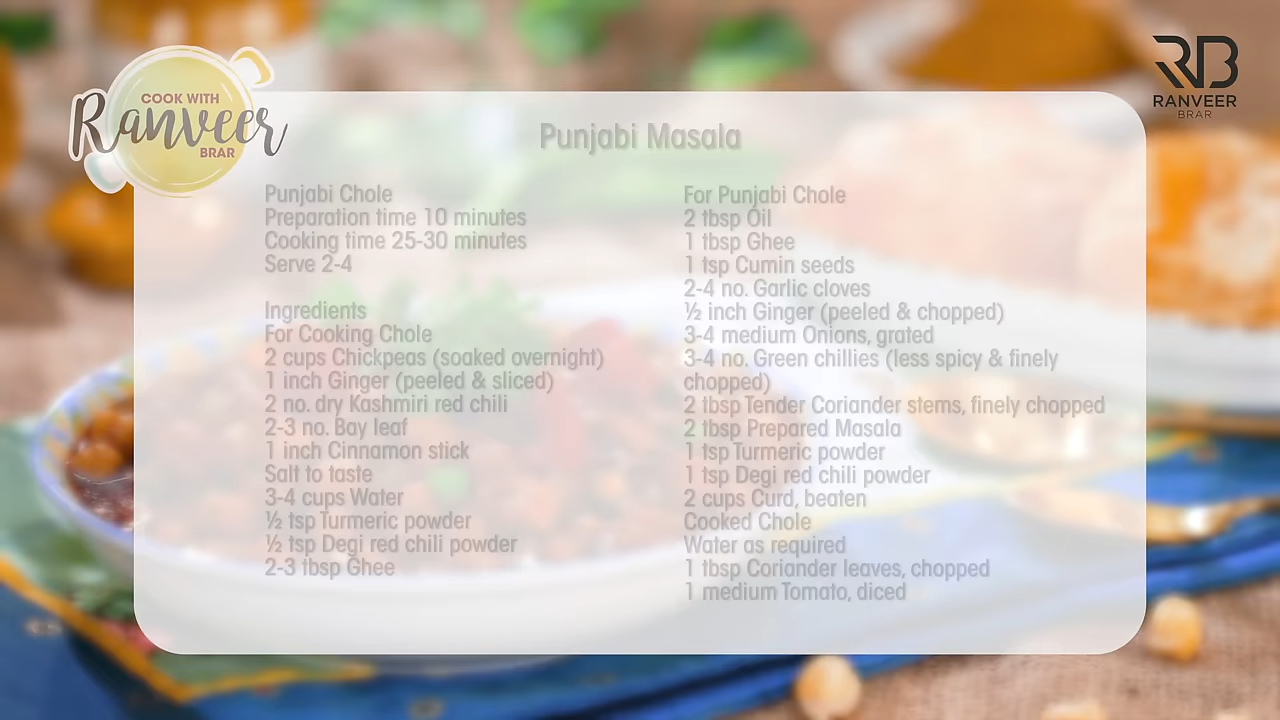 COOK WITH
Ranveer
BRAR
RB
RANVEER
BRAR
Punjabi Masala
Punjabi Chole
Preparation time 10 minutes
Cooking time 25-30 minutes
Serve 2-4
Ingredients
For Cooking Chole
2 cups Chickpeas (soaked overnight)
1 inch Ginger (peeled & sliced)
2 no. dry Kashmiri red chili
2-3 no. Bay leaf
1 inch Cinnamon stick
Salt to taste
3-4 cups Water
½ tsp Turmeric powder
½ tsp Degi red chili powder
2-3 tbsp Ghee
For Punjabi Chole
2 tbsp Oil
1 tbsp Ghee
1 tsp Cumin seeds
2-4 no. Garlic cloves
½ inch Ginger (peeled & chopped)
3-4 medium Onions, grated
3-4 no. Green chillies (less spicy & finely
chopped)
2 tbsp Tender Coriander stems, finely chopped
2 tbsp Prepared Masala
1 tsp Turmeric powder
1 tsp Degi red chili powder
2 cups Curd, beaten
Cooked Chole
Water as required
1 tbsp Coriander leaves, chopped
1 medium Tomato, diced